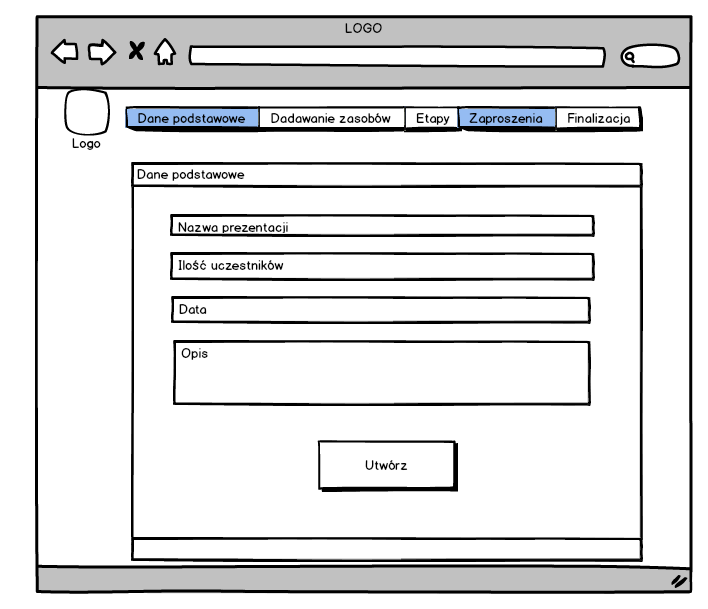 LOGO
Logo
Dane podstawowe Dadawanie zasobów Etapy Zaproszenia Finalizacja
Dane podstawowe
Nazwa prezentacji
Ilość uczestników
Data
Opis
Utwórz